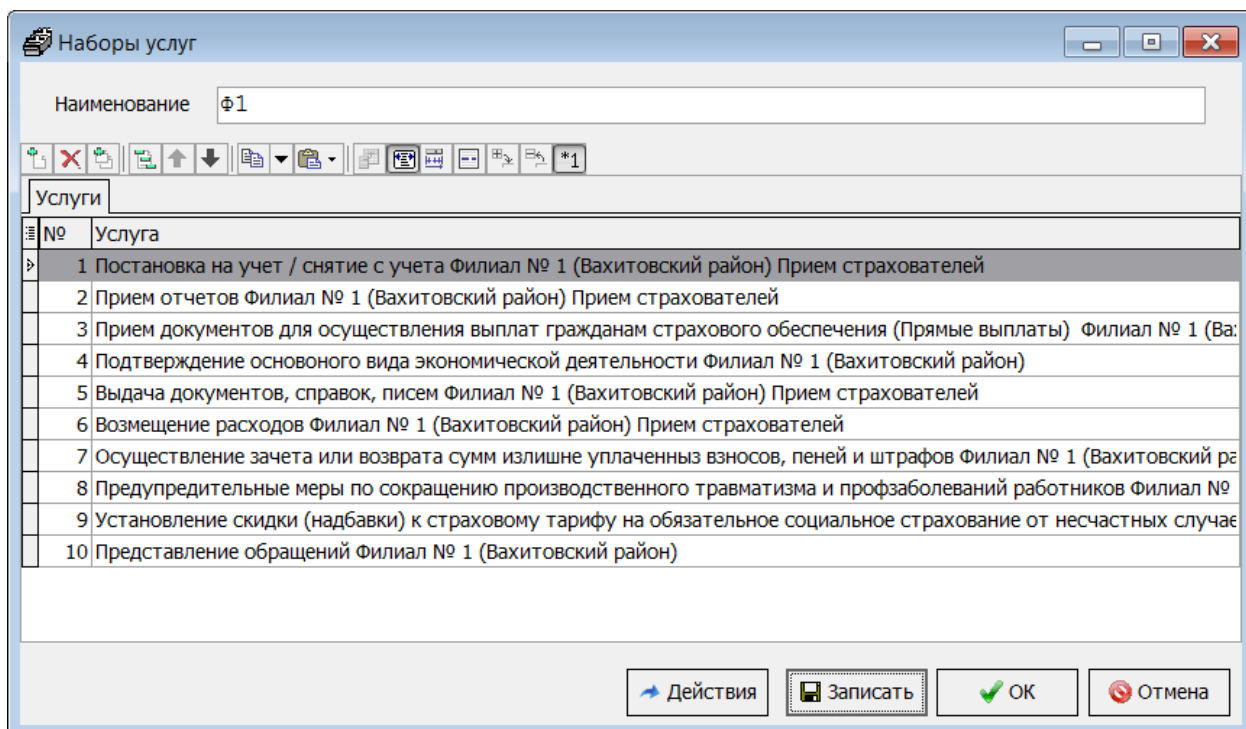 Наборы услуг
Наименование Ф1
*1
Услуги
№ Услуга
1 Постановка на учет / снятие с учета Филиал № 1 (Вахитовский район) Прием страхователей
2 Прием отчетов Филиал № 1 (Вахитовский район) Прием страхователей
3 Прием документов для осуществления выплат гражданам страхового обеспечения (Прямые выплаты) Филиал № 1 (Вах
4 Подтверждение основоного вида экономической деятельности Филиал № 1 (Вахитовский район)
5 Выдача документов, справок, писем Филиал № 1 (Вахитовский район) Прием страхователей
6 Возмещение расходов Филиал № 1 (Вахитовский район) Прием страхователей
7 Осуществление зачета или возврата сумм излишне уплаченныз взносов, пеней и штрафов Филиал № 1 (Вахитовский ра
8 Предупредительные меры по сокращению производственного травматизма и профзаболеваний работников Филиал №
9 Установление скидки (надбавки) к страховому тарифу на обязательное социальное страхование от несчастных случае
10 Представление обращений Филиал № 1 (Вахитовский район)
Действия Записать ОК Отмена